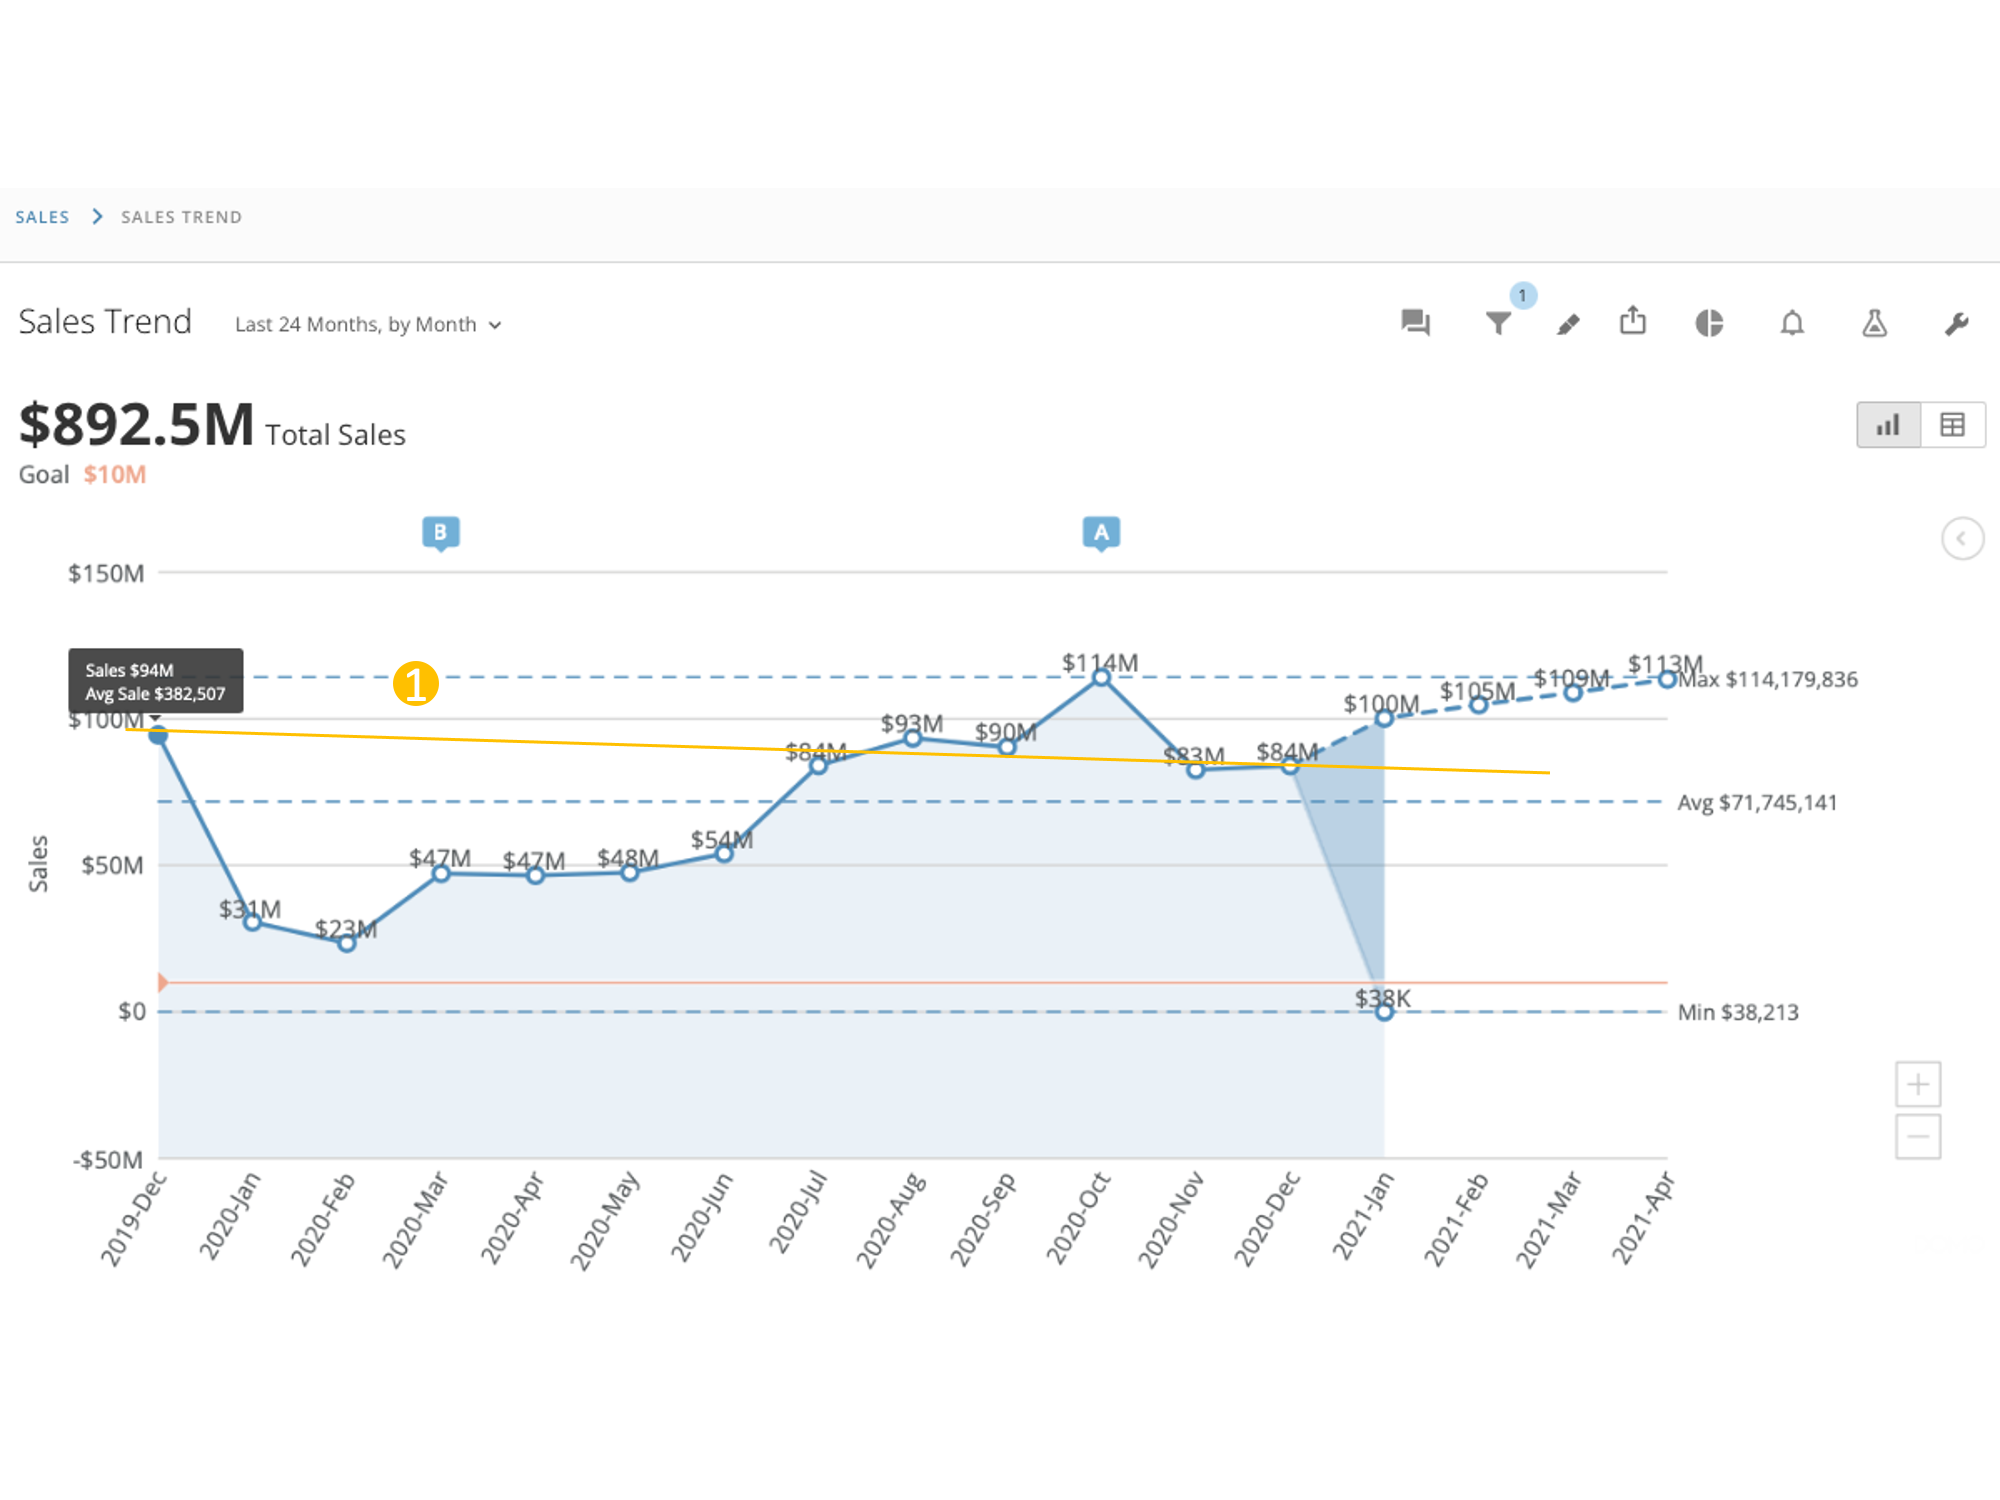 SALES > SALES TREND
Sales Trend Last 24 Months, by Month
1
$892.5M Total Sales
Goal $10M
B
A
$150M
Sales $94M
Avg Sale $382,507
1
$100M
$50M
$0
-$50M
Sales
$31M
$23M
$47M
$47M
$48M
$54M
$84M
$93M
$90M
$114M
$83M
$84M
$100M
$105M
$109M
$113M
$38K
Max $114,179,836
Avg $71,745,141
Min $38,213
2019-Dec
2020-Jan
2020-Feb
2020-Mar
2020-Apr
2020-May
2020-Jun
2020-Jul
2020-Aug
2020-Sep
2020-Oct
2020-Nov
2020-Dec
2021-Jan
2021-Feb
2021-Mar
2021-Apr